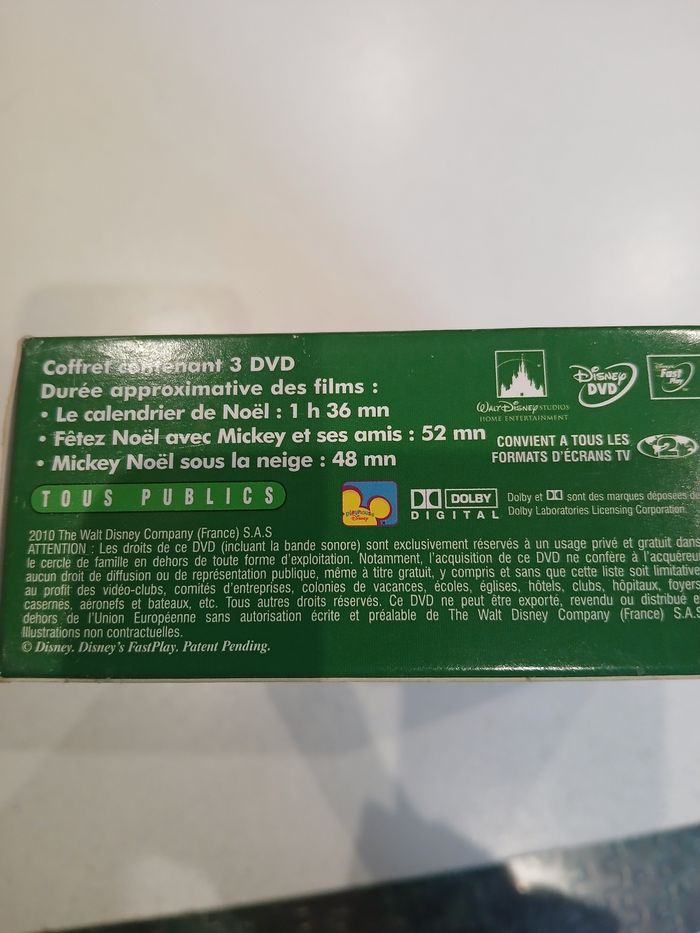 Coffret contenant 3 DVD
Durée approximative des films :
• Le calendrier de Noël : 1 h 36 mn
• Fêtez Noël avec Mickey et ses amis : 52 mn
• Mickey Noël sous la neige : 48 mn
TOUS PUBLICS
WALT DISNEY STUDIOS
HOME ENTERTAINMENT
DISNEY
DVD
Fast
Play
CONVIENT A TOUS LES
FORMATS D'ÉCRANS TV
2
Playhouse
Disney
DOLBY
DIGITAL
Dolby et DD sont des marques déposées de
Dolby Laboratories Licensing Corporation.
2010 The Walt Disney Company (France) S.A.S
ATTENTION : Les droits de ce DVD (incluant la bande sonore) sont exclusivement réservés à un usage privé et gratuit dans
le cercle de famille en dehors de toute forme d'exploitation. Notamment, l'acquisition de ce DVD ne confère à l'acquéreur
aucun droit de diffusion ou de représentation publique, même à titre gratuit, y compris et sans que cette liste soit limitative
au profit des vidéo-clubs, comités d'entreprises, colonies de vacances, écoles, églises, hôtels, clubs, hôpitaux, foyers
casernes, aéronefs et bateaux, etc. Tous autres droits réservés. Ce DVD ne peut être exporté, revendu ou distribué e
dehors de l'Union Européenne sans autorisation écrite et préalable de The Walt Disney Company (France) S.A.S
Illustrations non contractuelles.
© Disney. Disney's FastPlay. Patent Pending.